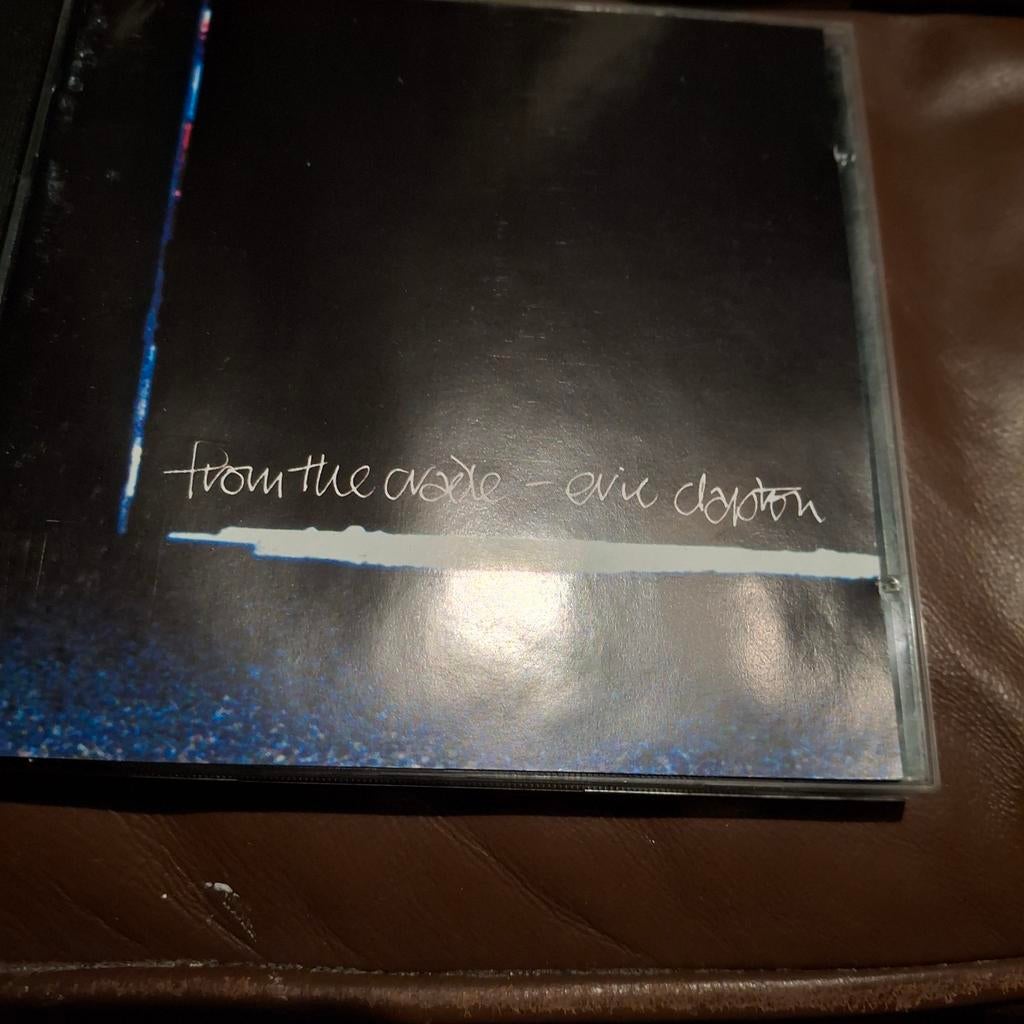 from the cradle - eric clapton